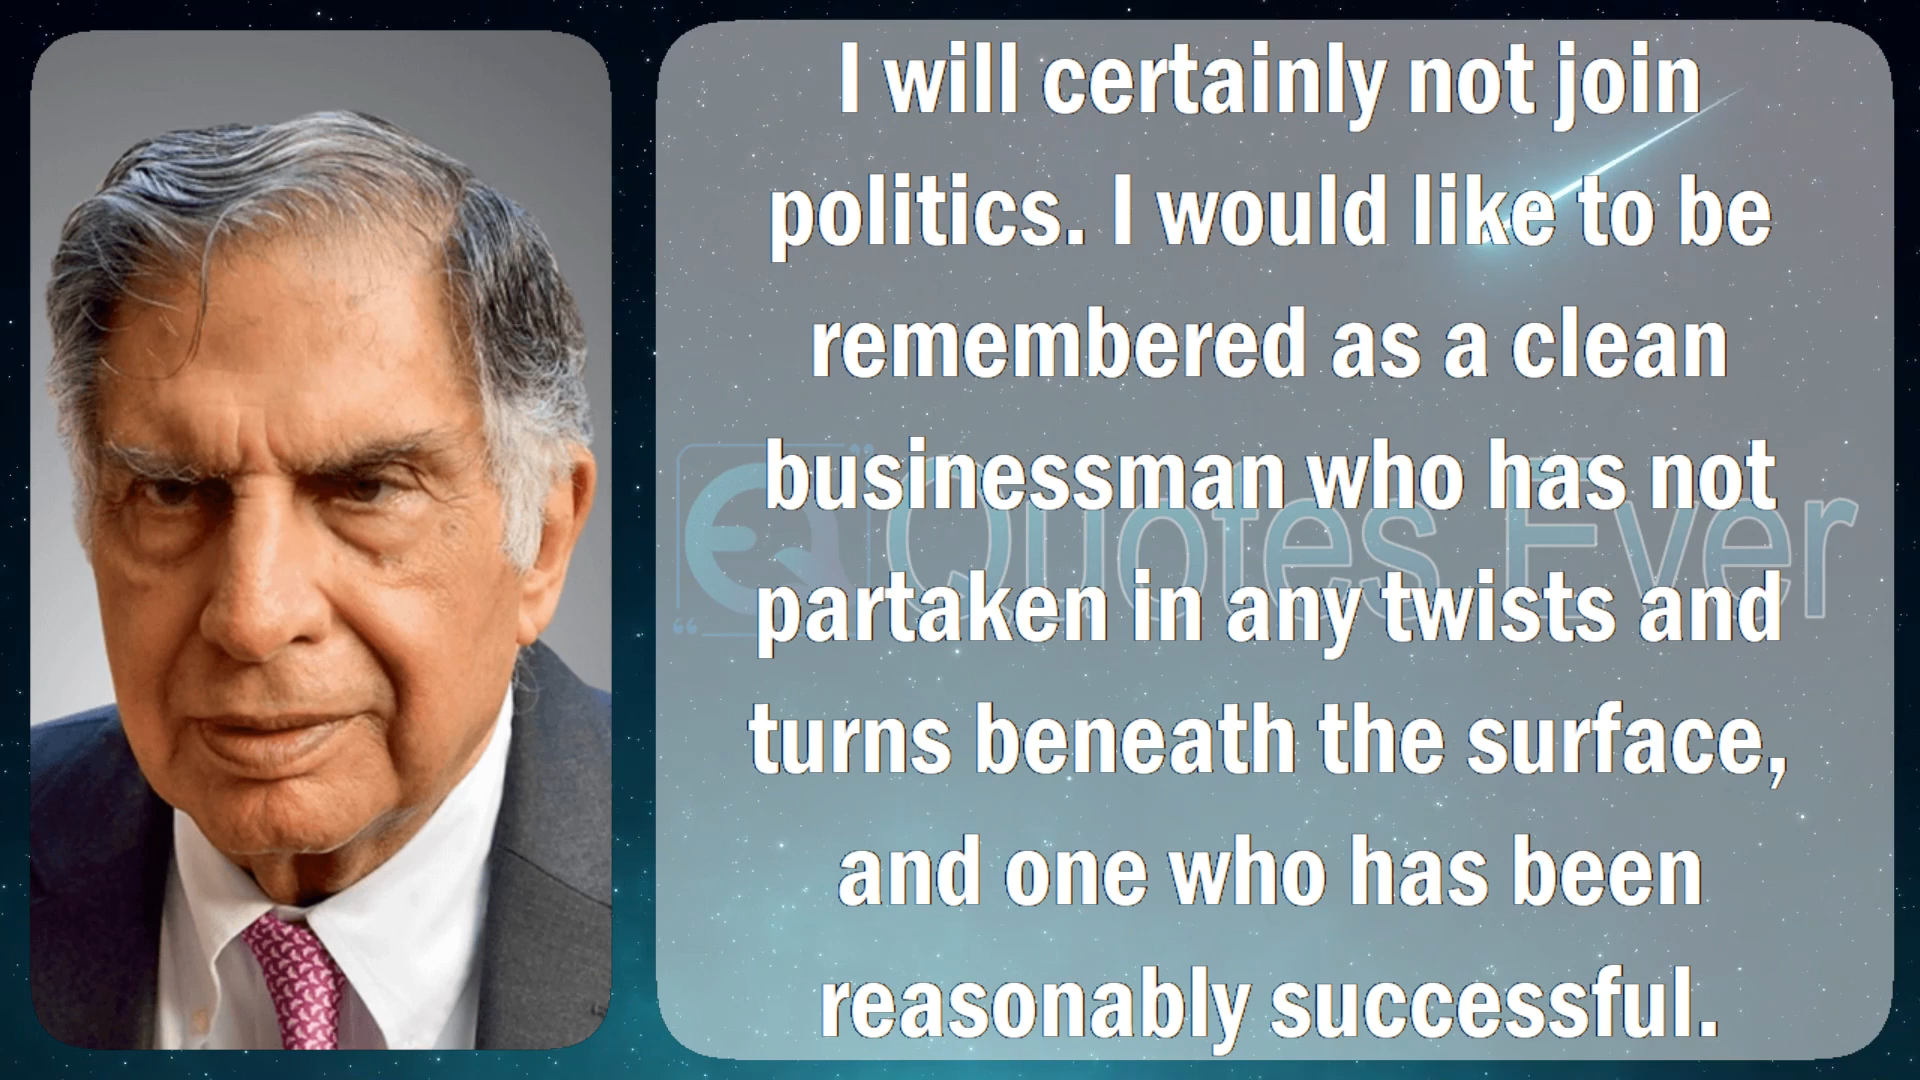 I will certainly not join
politics. I would like to be
remembered as a clean
businessman who has not
partaken in any twists and
turns beneath the surface,
and one who has been
reasonably successful.
Quotes Ever